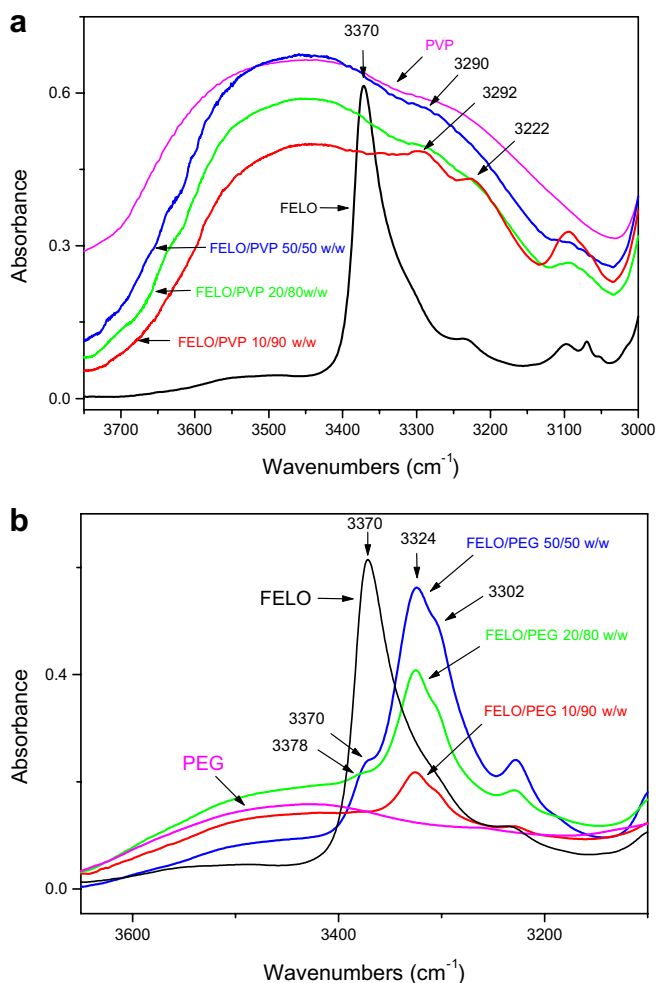 a
3370
PVP
3290
3292
3222
FELO
FELO/PVP 50/50 w/w
FELO/PVP 20/80w/w
FELO/PVP 10/90 w/w
0.6
0.3
0.0
Absorbance
3700 3600 3500 3400 3300 3200 3100 3000
Wavenumbers (cm-1)
b
3370
3324
FELO/PEG 50/50 w/w
FELO
3302
FELO/PEG 20/80 w/w
3370
FELO/PEG 10/90 w/w
3378
PEG
0.4
0.0
Absorbance
3600 3400 3200
Wavenumbers (cm-1)